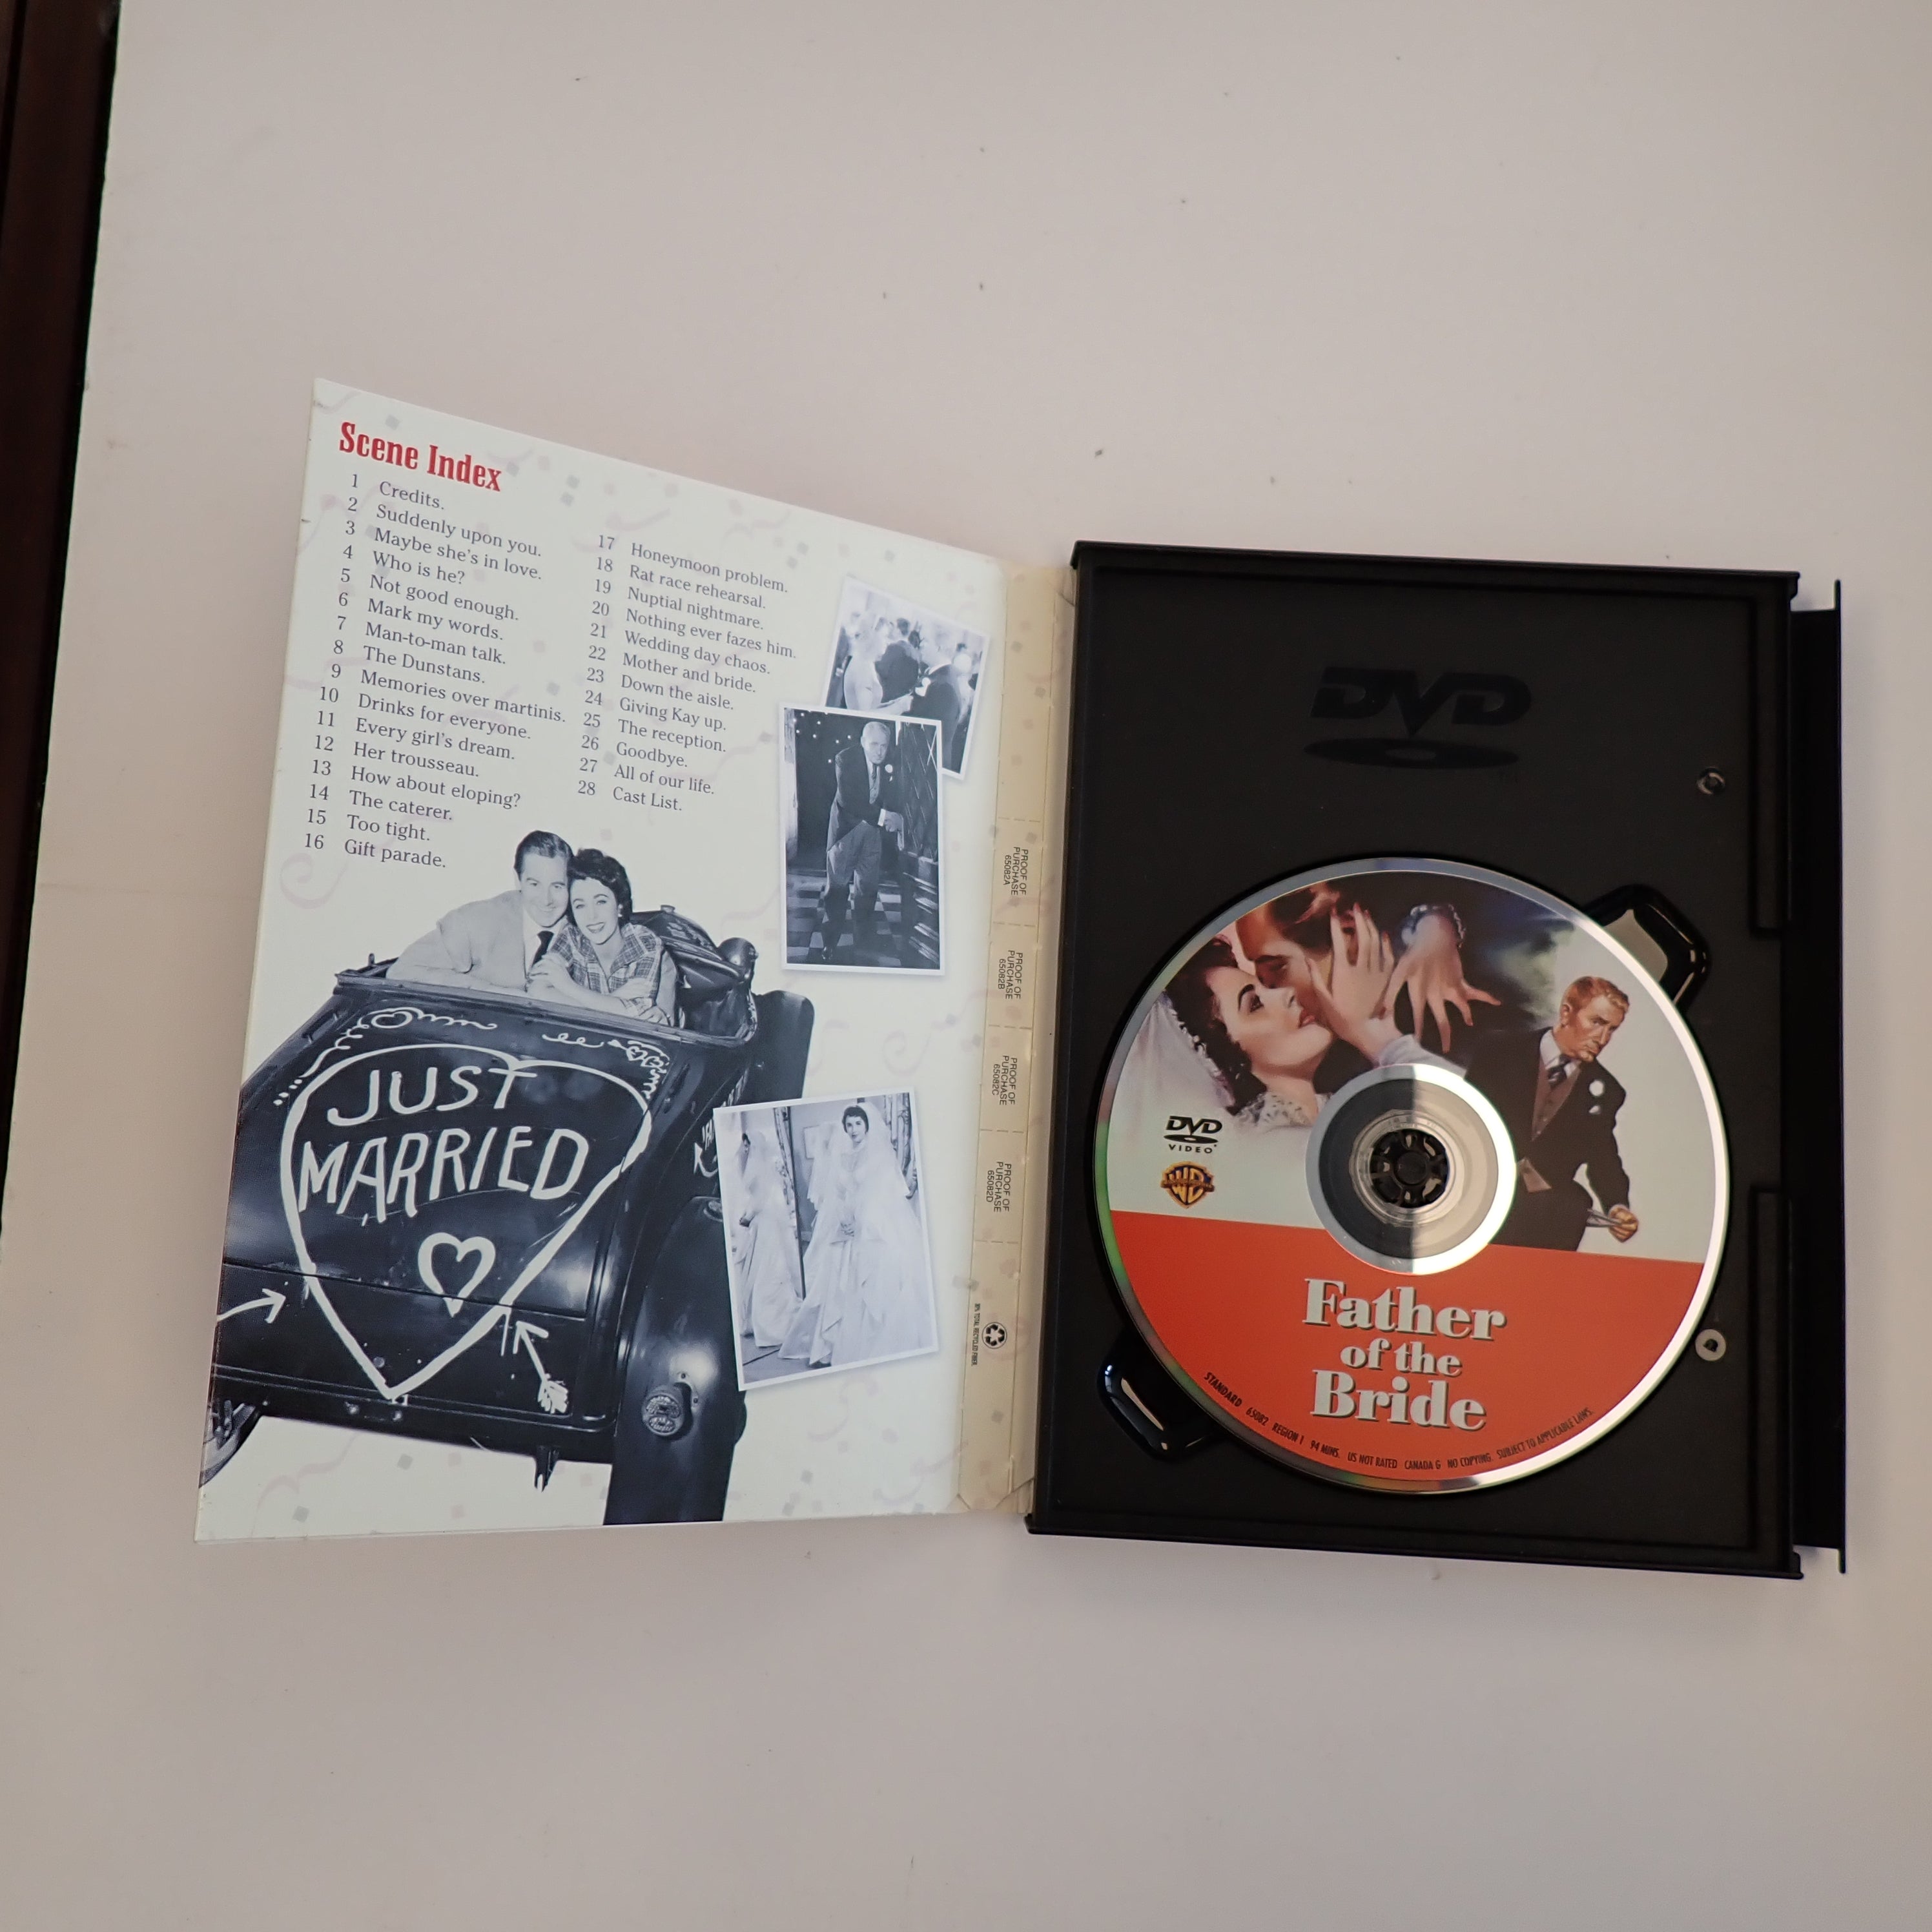 Scene Index
1 Credits.
2 Suddenly upon you.
3 Maybe she's in love.
4 Who is he?
5 Not good enough.
6 Mark my words.
7 Man-to-man talk.
8 The Dunstans.
9 Memories over martinis.
10 Drinks for everyone.
11 Every girl's dream.
12 Her trousseau.
13 How about eloping?
14 The caterer.
15 Too tight.
16 Gift parade.
17 Honeymoon problem.
18 Rat race rehearsal.
19 Nuptial nightmare.
20 Nothing ever fazes him.
21 Wedding day chaos.
22 Mother and bride.
23 Down the aisle.
24 Giving Kay up.
25 The reception.
26 Goodbye.
27 All of our life.
28 Cast List.
JUST
MARRIED
PROOF OF
PURCHASE
65082A
PROOF OF
PURCHASE
65082B
PROOF OF
PURCHASE
65082C
PROOF OF
PURCHASE
65082D
DVD
DVD
VIDEO
WB
Father
of the
Bride
STANDARD 65082 REGION 1 94 MINS. US NOT RATED CANADA G NO COPYING. SUBJECT TO APPLICABLE LAWS.